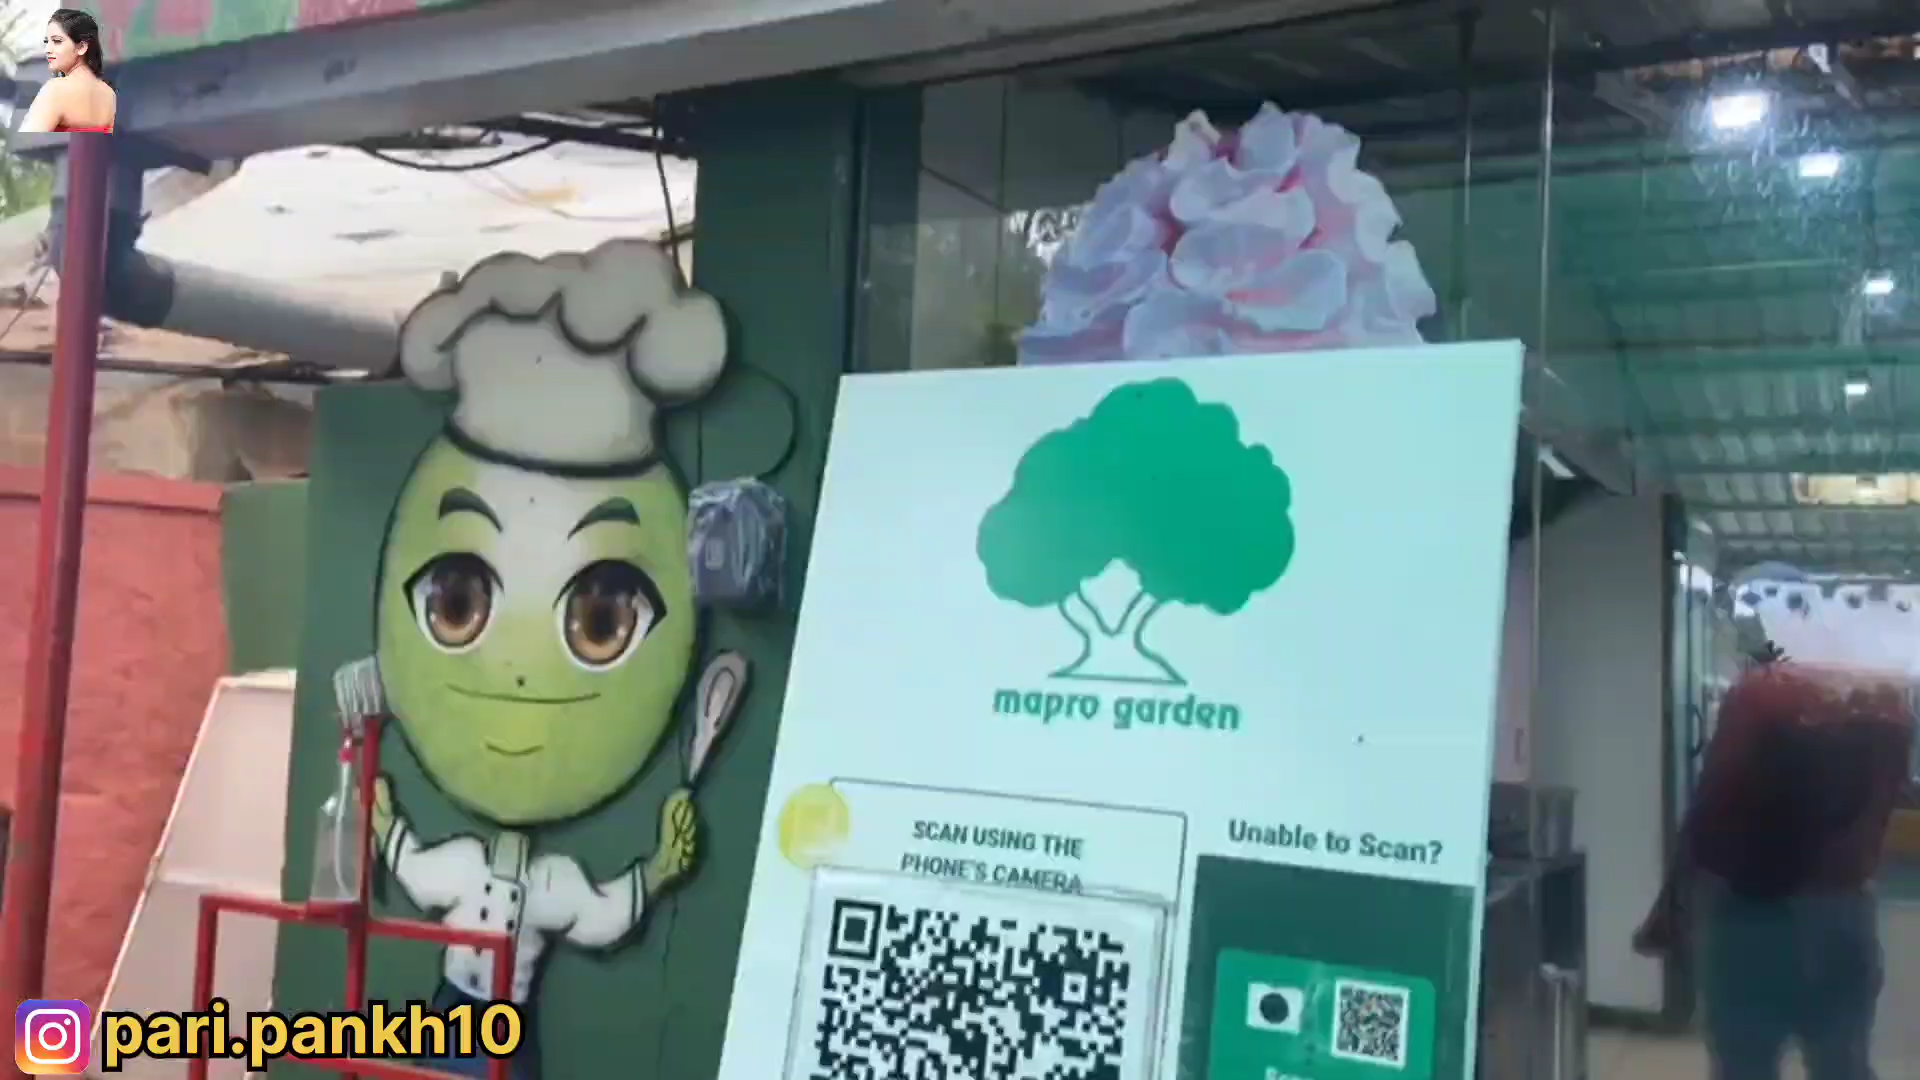 mapro garden
SCAN USING THE
PHONE'S CAMERA
Unable to Scan?
pari.pankh10